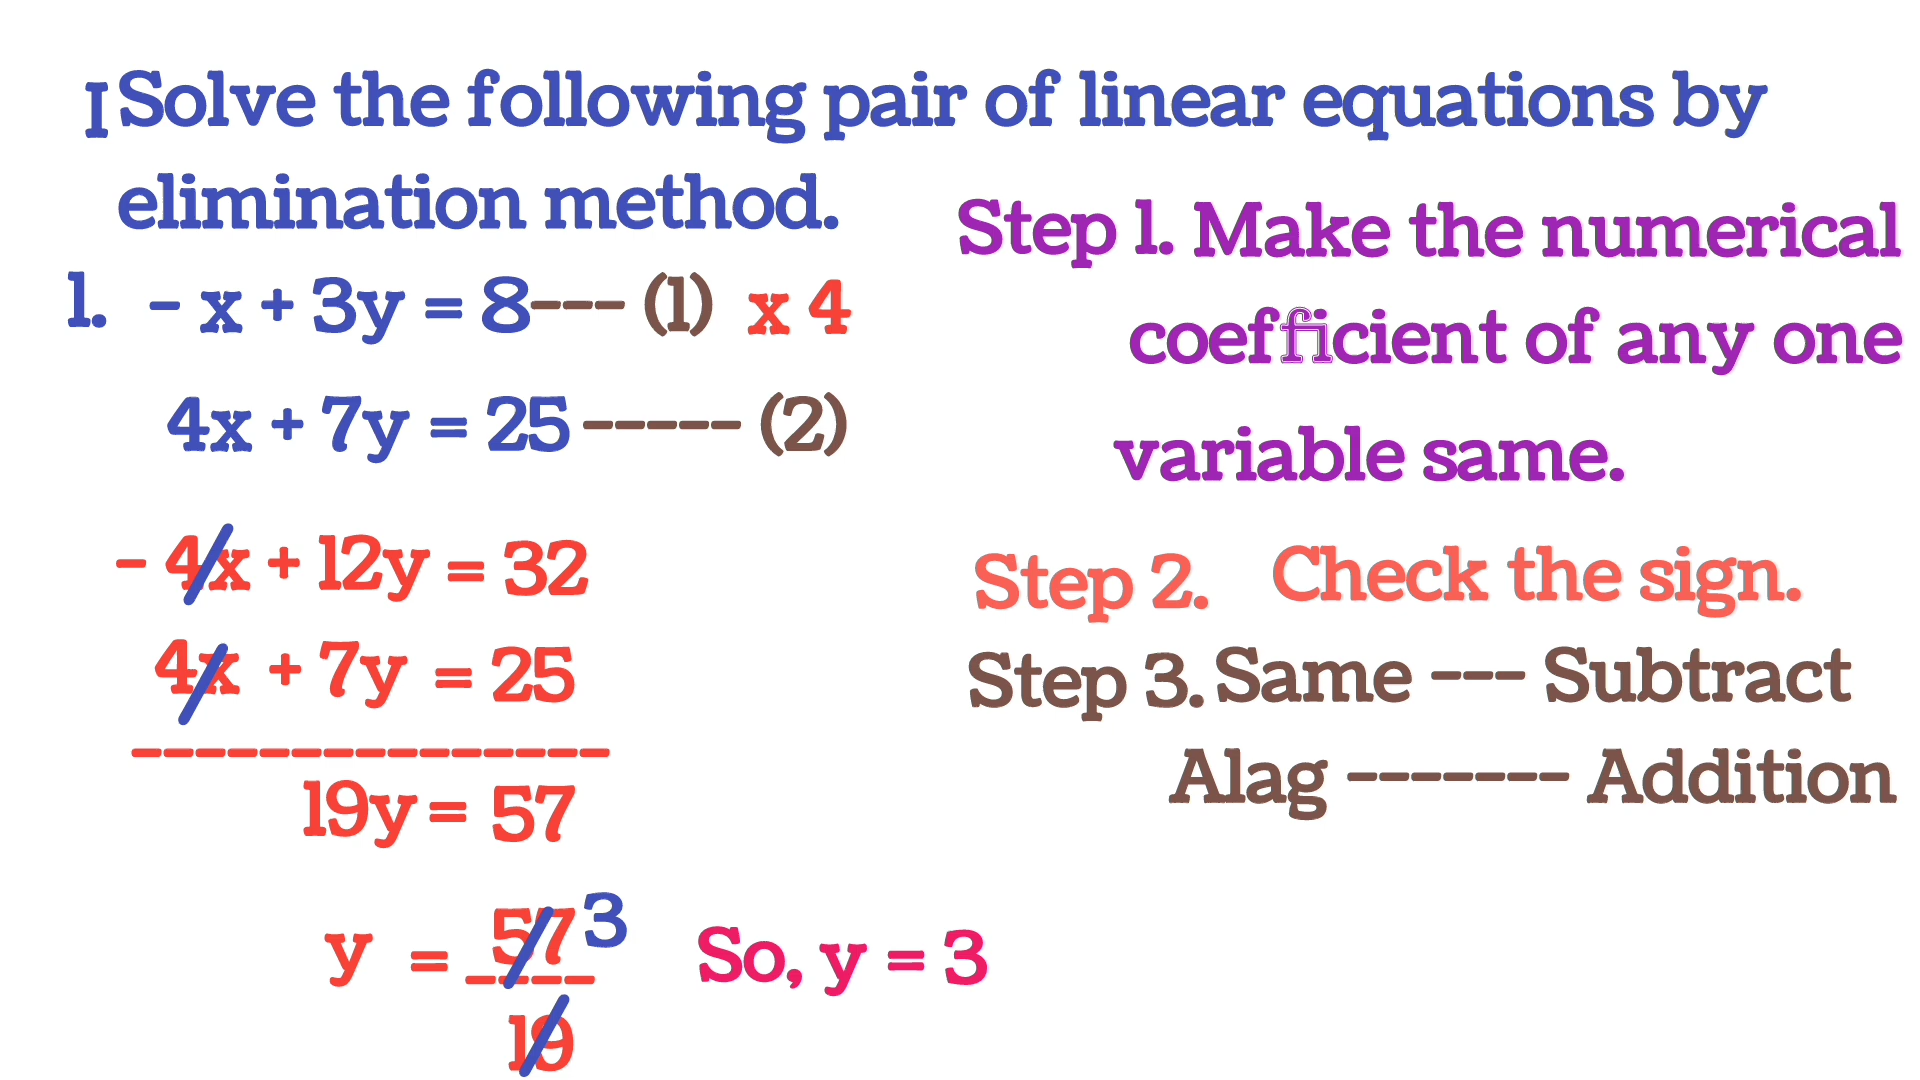 I Solve the following pair of linear equations by
elimination method.
1. - x + 3y = 8--- (1) x 4
4x + 7y = 25 ----- (2)
- 4x + 12y = 32
4x + 7y = 25
---------------
19y = 57
y = 57 3
----
19
So, y = 3
Step 1. Make the numerical
coefficient of any one
variable same.
Step 2. Check the sign.
Step 3. Same --- Subtract
Alag ------- Addition